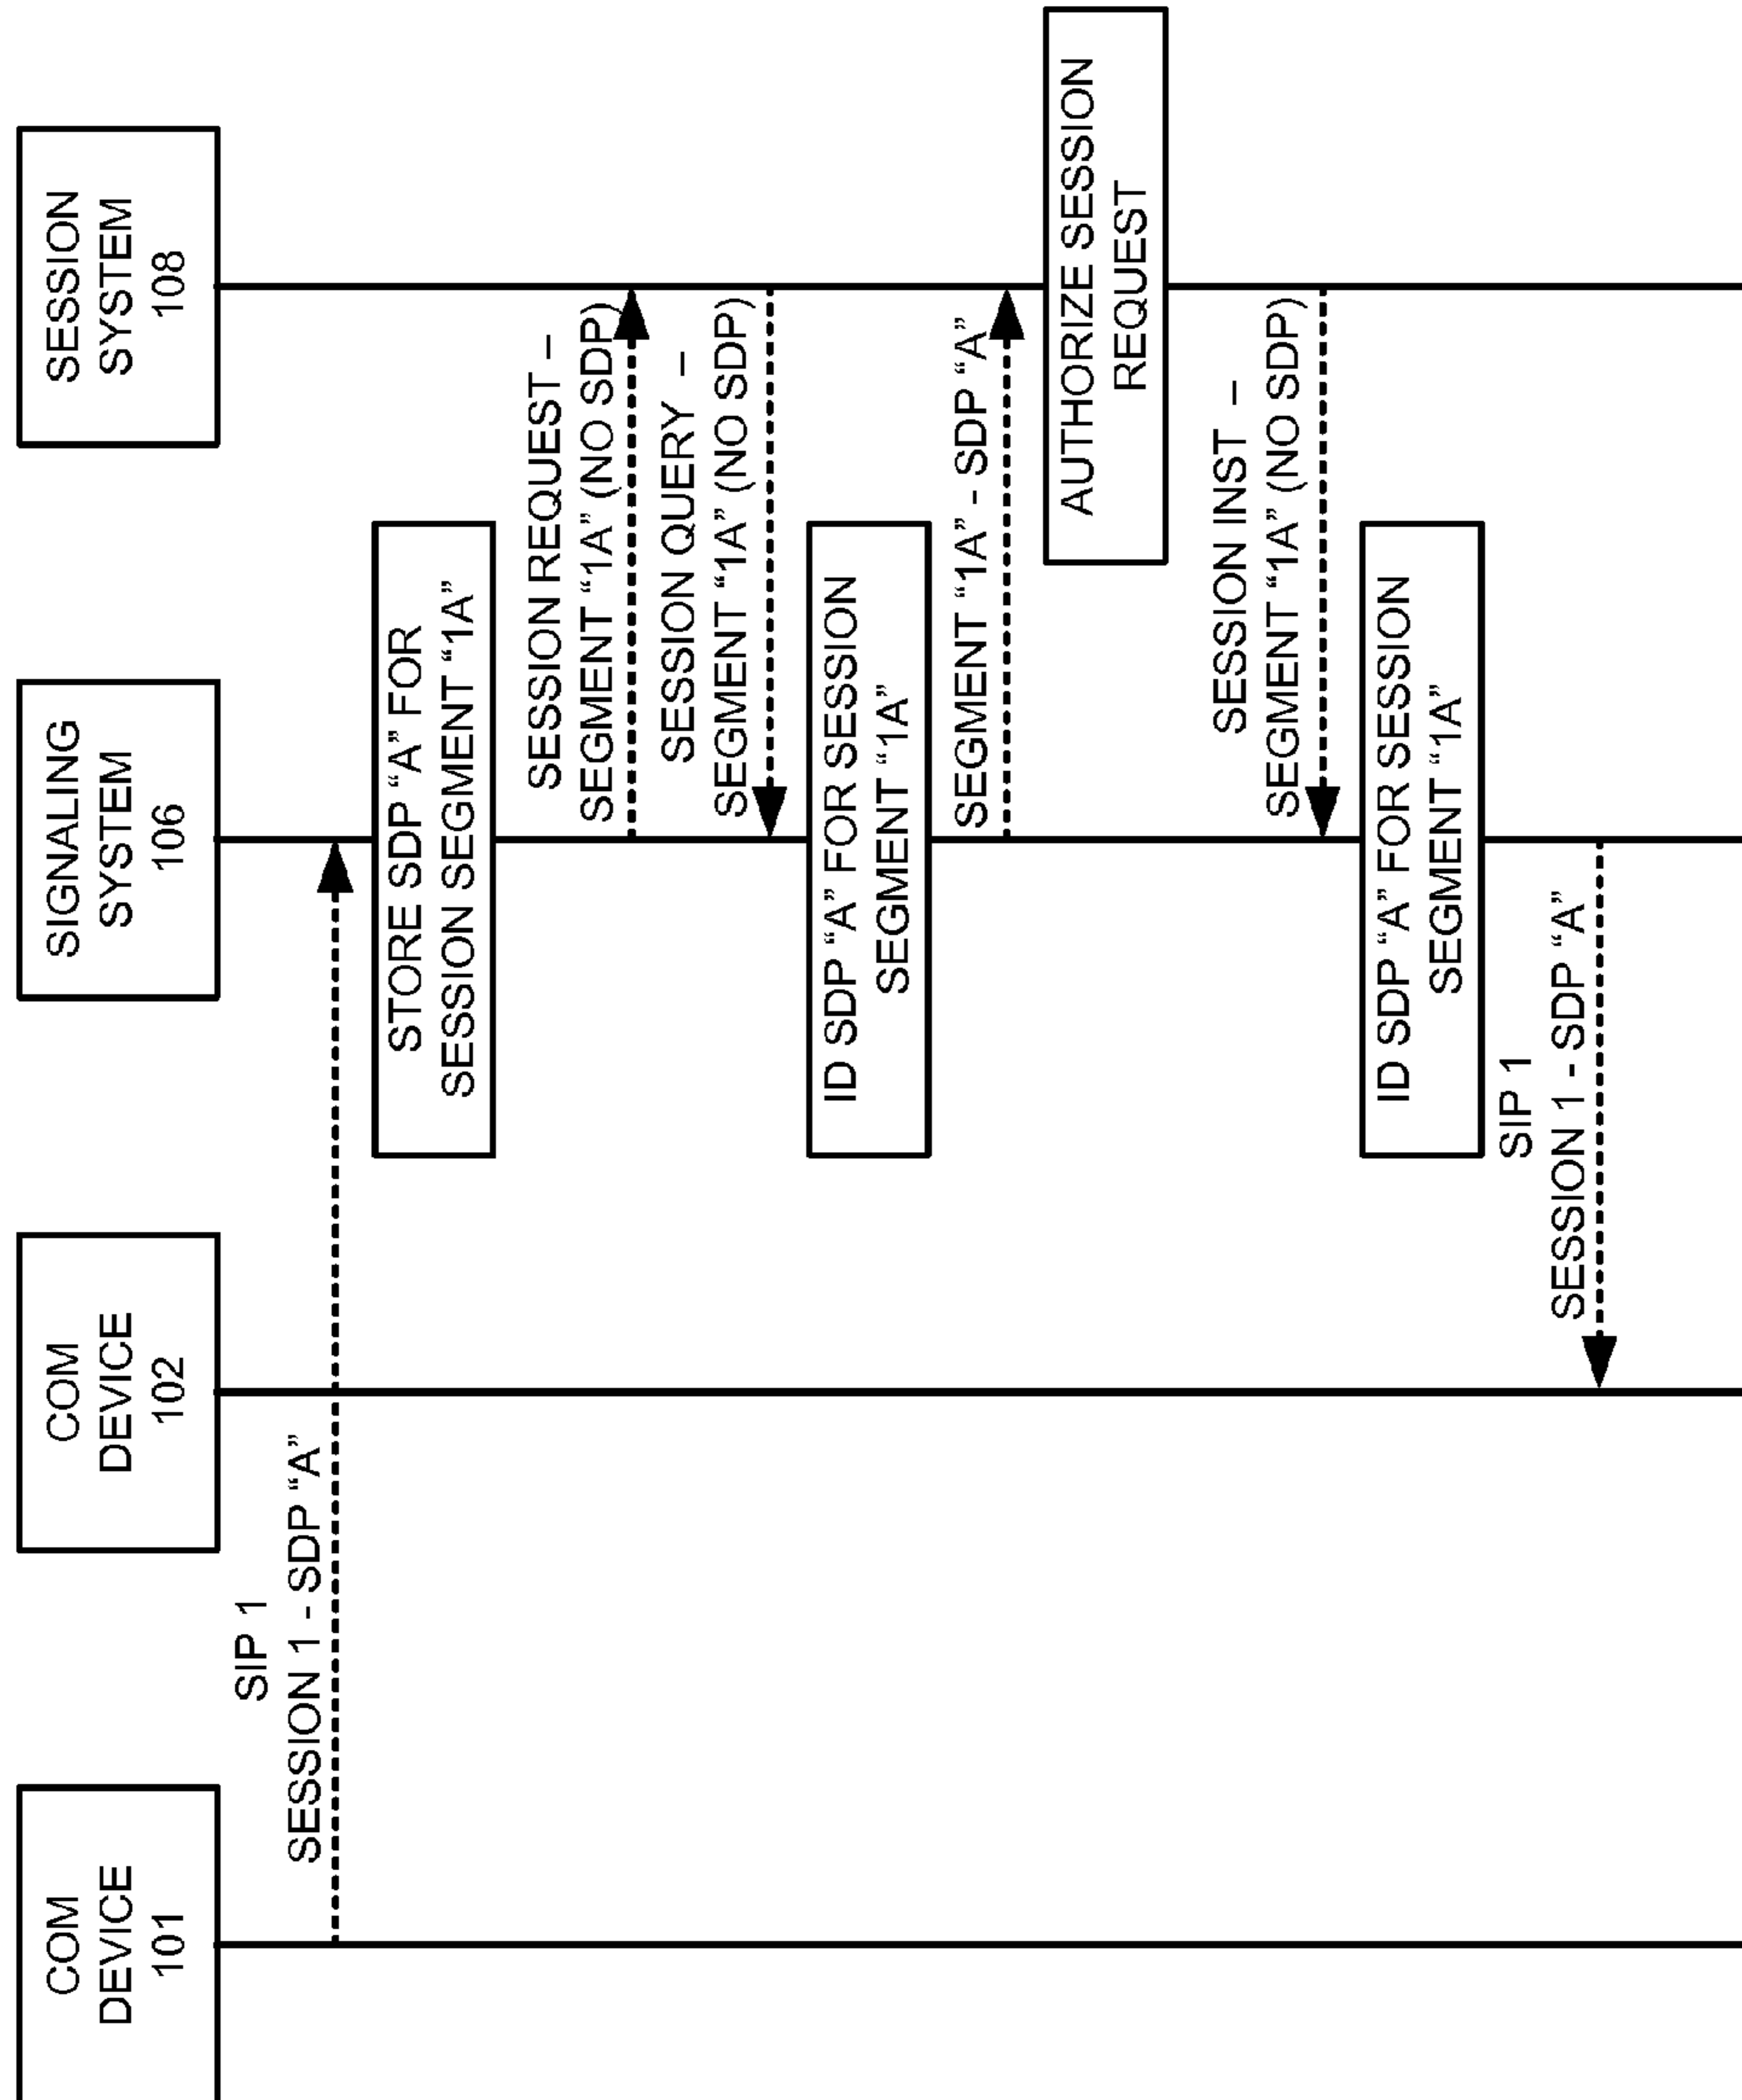 COM
DEVICE
101
COM
DEVICE
102
SIGNALING
SYSTEM
106
SESSION
SYSTEM
108
SIP 1
SESSION 1 - SDP “A”
STORE SDP “A” FOR
SESSION SEGMENT “1A”
SESSION REQUEST –
SEGMENT “1A” (NO SDP)
SESSION QUERY –
SEGMENT “1A” (NO SDP)
ID SDP “A” FOR SESSION
SEGMENT “1A”
SEGMENT “1A” - SDP “A”
AUTHORIZE SESSION
REQUEST
SESSION INST –
SEGMENT “1A” (NO SDP)
ID SDP “A” FOR SESSION
SEGMENT “1A”
SIP 1
SESSION 1 - SDP “A”